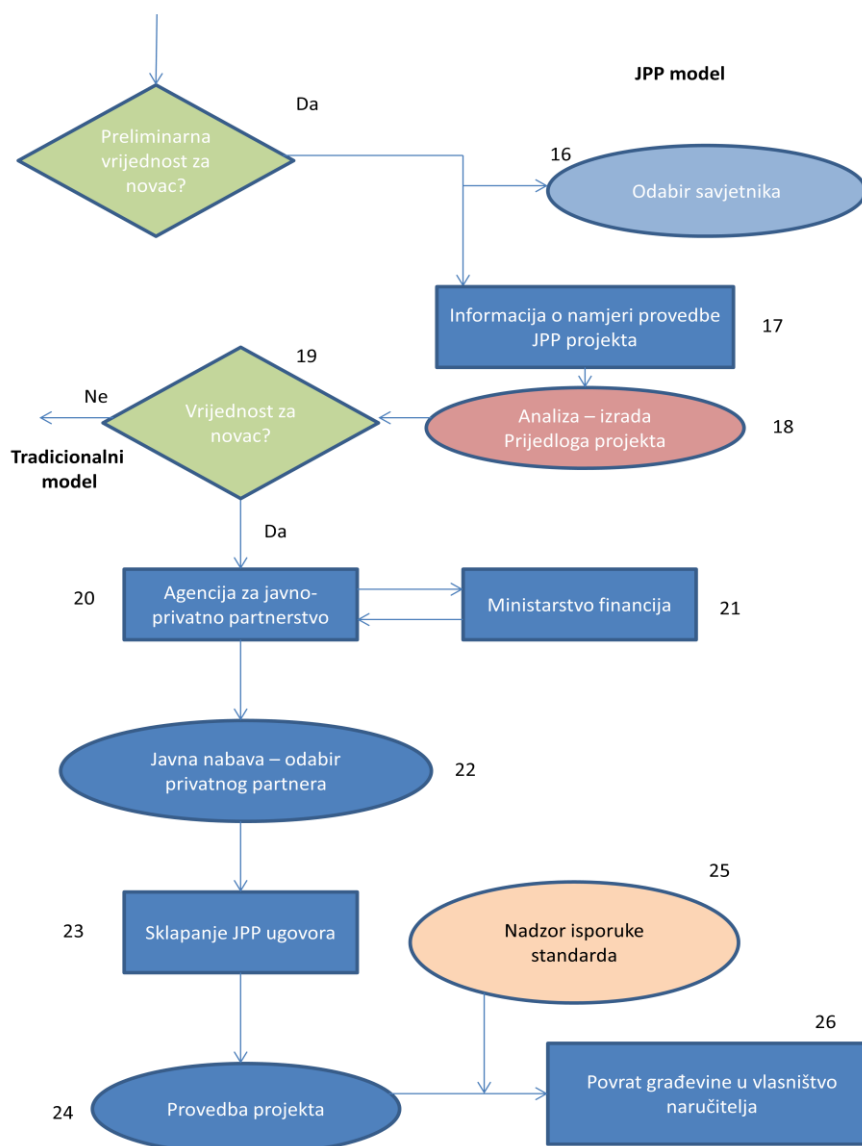 JPP model
Da
Preliminarna
vrijednost za
novac?
16
Odabir savjetnika
Informacija o namjeri provedbe
JPP projekta
17
19
Ne
Vrijednost za
novac?
Analiza – izrada
Prijedloga projekta
18
Tradicionalni
model
Da
20
Agencija za javno-
privatno partnerstvo
Ministarstvo financija
21
Javna nabava – odabir
privatnog partnera
22
25
23
Sklapanje JPP ugovora
Nadzor isporuke
standarda
26
24
Provedba projekta
Povrat građevine u vlasništvo
naručitelja